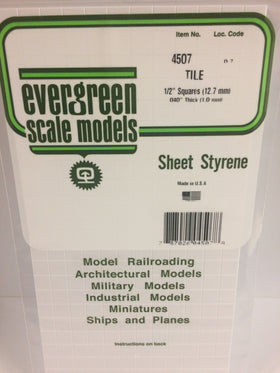 Item No. Loc. Code
4507
TILE
1/2" Squares (12.7 mm)
.040" Thick (1.0 mm)
evergreen
scale models
Sheet Styrene
Made in U.S.A
Model Railroading
Architectural Models
Military Models
Industrial Models
Miniatures
Ships and Planes
Instructions on back